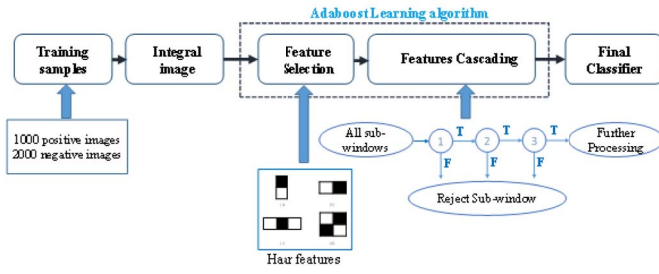 Adaboost Learning algorithm
Training
samples
Integral
image
Feature
Selection
Features Cascading
Final
Classifier
1000 positive images
2000 negative images
All sub-
windows
1
T
2
T
3
T
Further
Processing
F
F
F
Reject Sub-window
Haur features